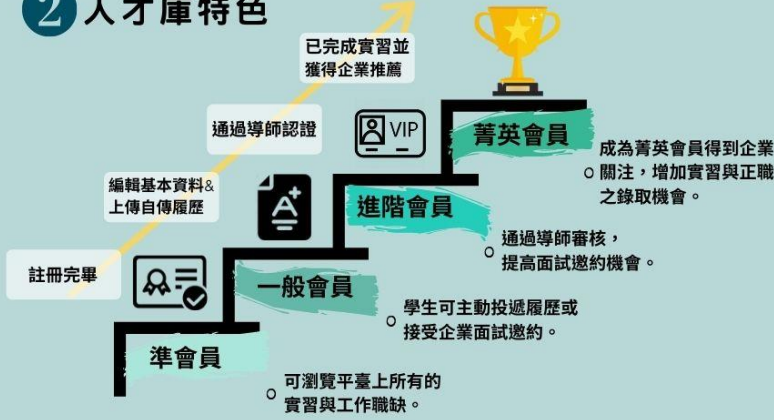 2 人才庫特色
已完成實習並
獲得企業推薦
通過導師認證
VIP
菁英會員
成為菁英會員得到企業
關注，增加實習與正職
之錄取機會。
編輯基本資料&
上傳自傳履歷
A+
進階會員
通過導師審核，
提高面試邀約機會。
註冊完畢
一般會員
學生可主動投遞履歷或
接受企業面試邀約。
準會員
可瀏覽平臺上所有的
實習與工作職缺。